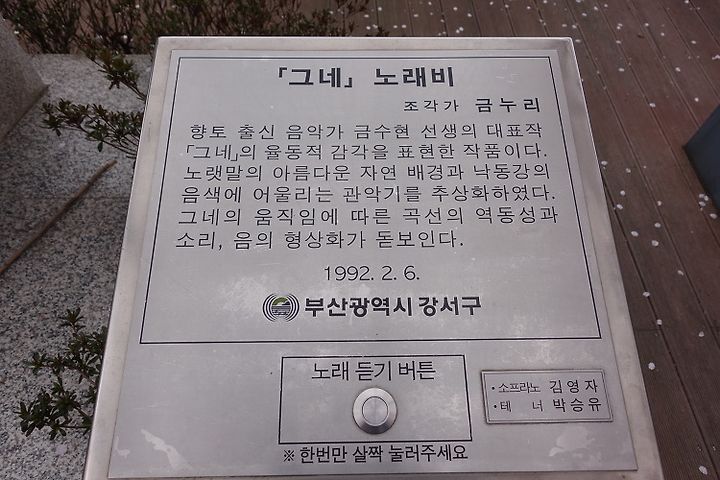 「그네」 노래비
조각가 금누리
향토 출신 음악가 금수현 선생의 대표작
「그네」의 율동적 감각을 표현한 작품이다.
노랫말의 아름다운 자연 배경과 낙동강의
음색에 어울리는 관악기를 추상화하였다.
그네의 움직임에 따른 곡선의 역동성과
소리, 음의 형상화가 돋보인다.
1992. 2. 6.
부산광역시 강서구
노래 듣기 버튼
※ 한번만 살짝 눌러주세요
· 소프라노 김영자
· 테 너 박승유